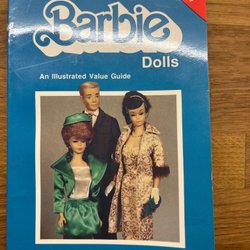 Barbie
Dolls
An Illustrated Value Guide